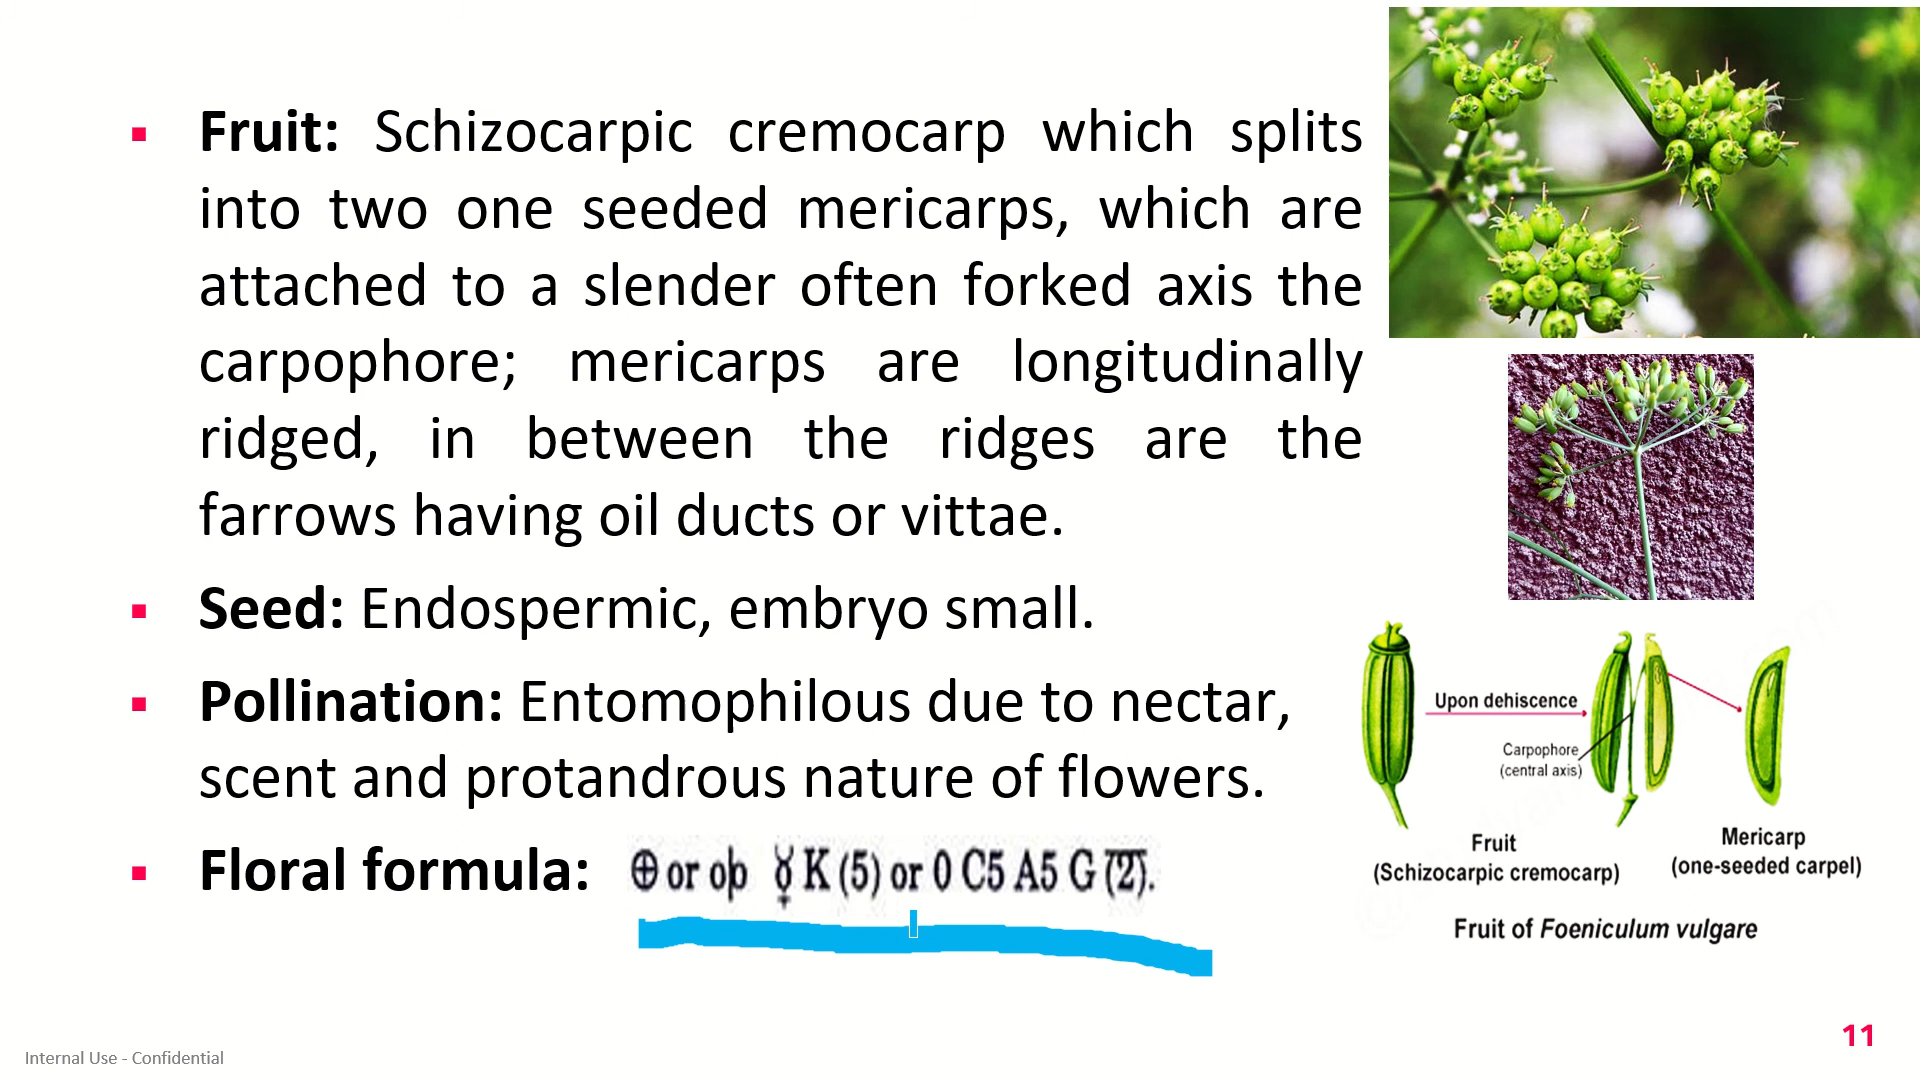 ▪ Fruit: Schizocarpic cremocarp which splits
into two one seeded mericarps, which are
attached to a slender often forked axis the
carpophore; mericarps are longitudinally
ridged, in between the ridges are the
farrows having oil ducts or vittae.
▪ Seed: Endospermic, embryo small.
▪ Pollination: Entomophilous due to nectar,
scent and protandrous nature of flowers.
▪ Floral formula: ⊕ or o|o ⚥ K (5) or 0 C5 A5 G (2̅).
Upon dehiscence
Carpophore
(central axis)
Fruit
(Schizocarpic cremocarp)
Mericarp
(one-seeded carpel)
Fruit of Foeniculum vulgare
11
Internal Use - Confidential